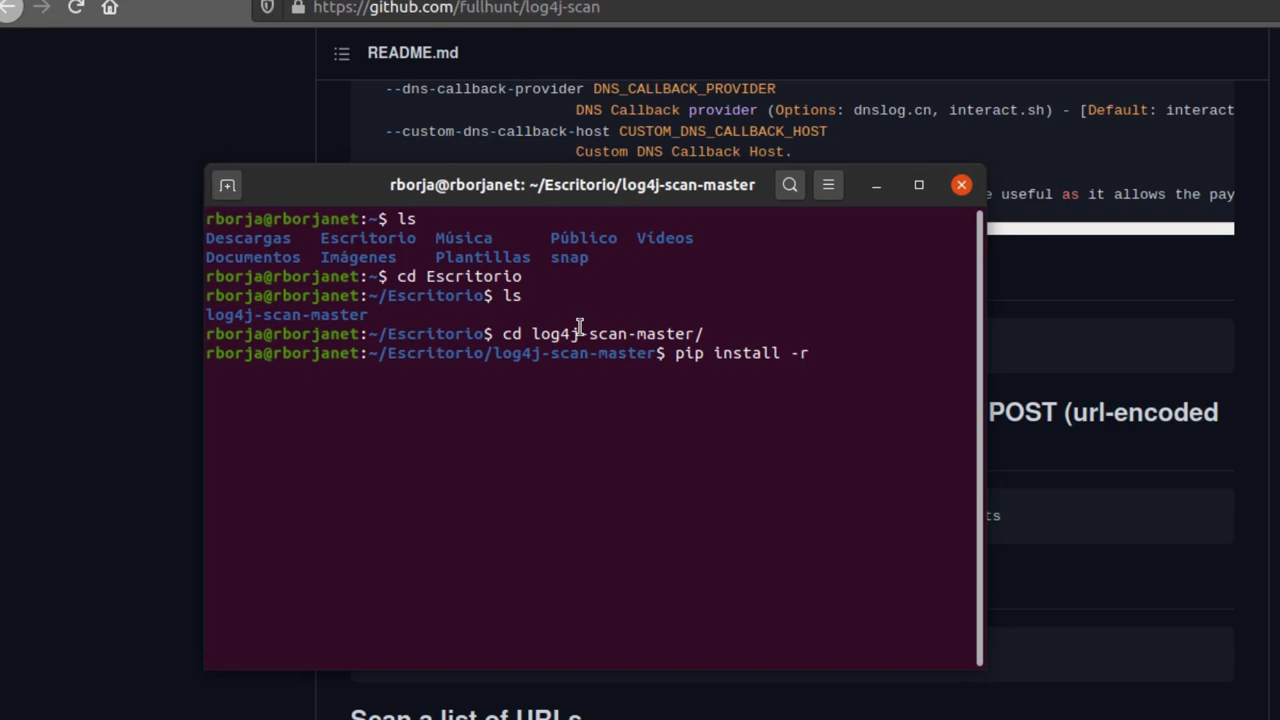 https://github.com/fullhunt/log4j-scan
README.md
--dns-callback-provider DNS_CALLBACK_PROVIDER
DNS Callback provider (Options: dnslog.cn, interact.sh) - [Default: interact
--custom-dns-callback-host CUSTOM_DNS_CALLBACK_HOST
Custom DNS Callback Host.
e useful as it allows the pay
rborja@rborjanet: ~/Escritorio/log4j-scan-master
rborja@rborjanet:~$ ls
Descargas Escritorio Música Público Vídeos
Documentos Imágenes Plantillas snap
rborja@rborjanet:~$ cd Escritorio
rborja@rborjanet:~/Escritorio$ ls
log4j-scan-master
rborja@rborjanet:~/Escritorio$ cd log4j-scan-master/
rborja@rborjanet:~/Escritorio/log4j-scan-master$ pip install -r
POST (url-encoded
ts
Scan a list of URLs